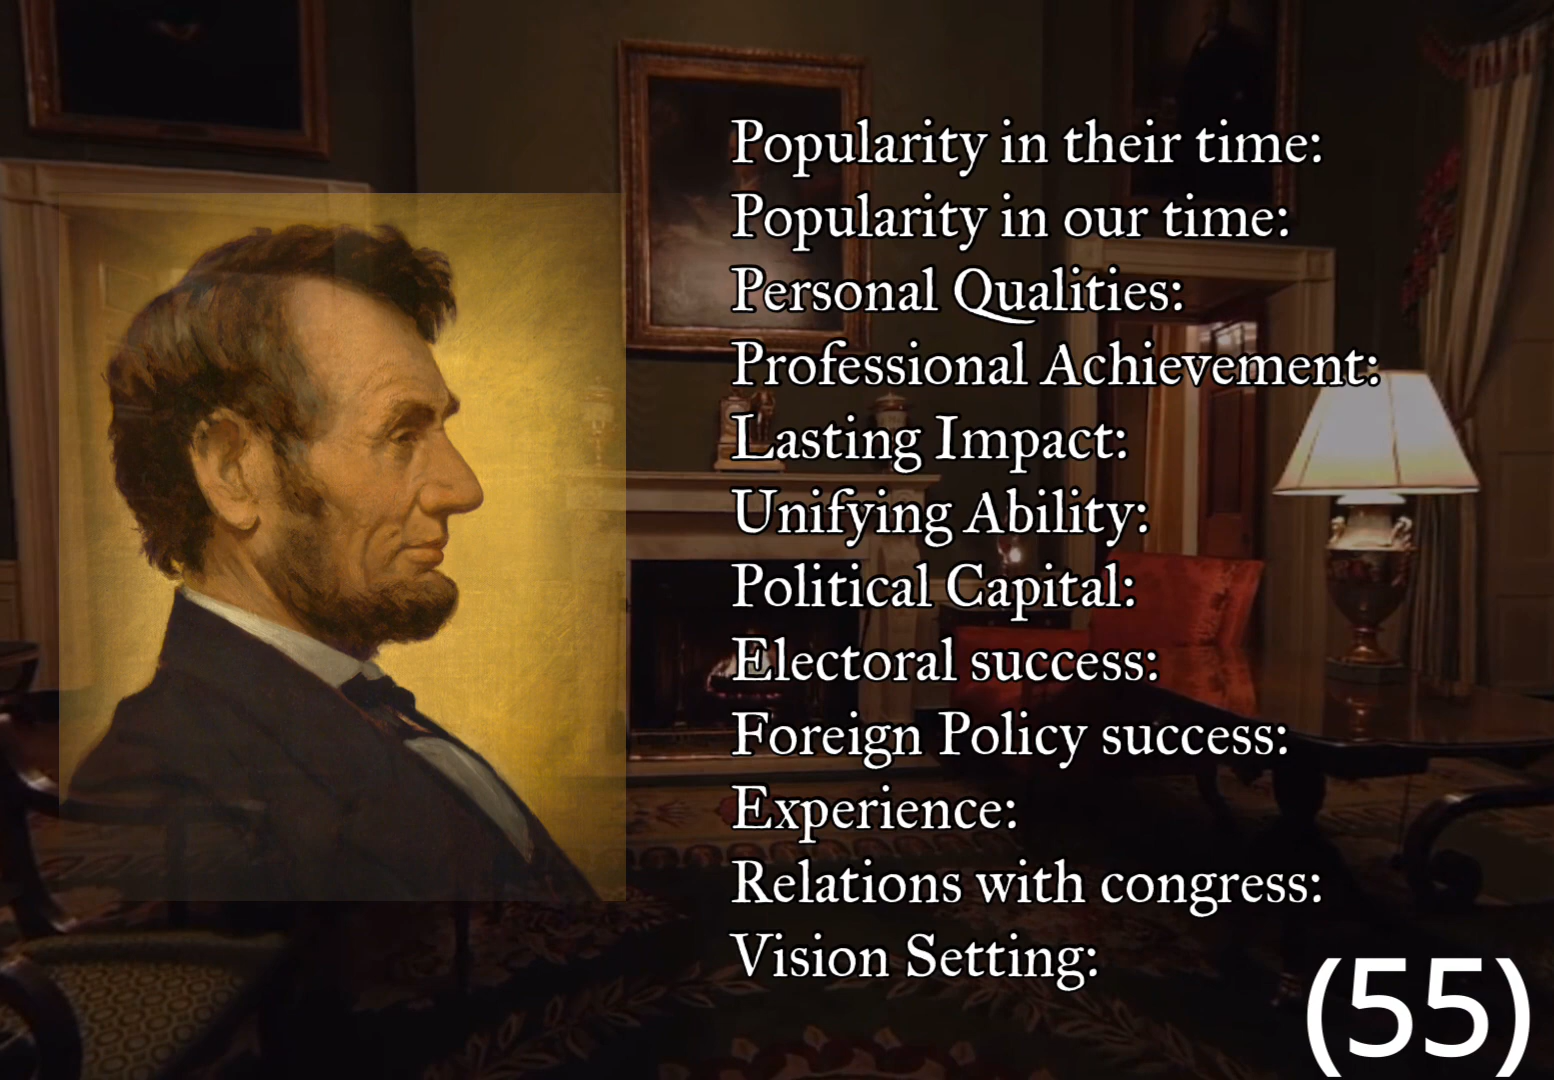 Popularity in their time:
Popularity in our time:
Personal Qualities:
Professional Achievement:
Lasting Impact:
Unifying Ability:
Political Capital:
Electoral success:
Foreign Policy success:
Experience:
Relations with congress:
Vision Setting:
(55)